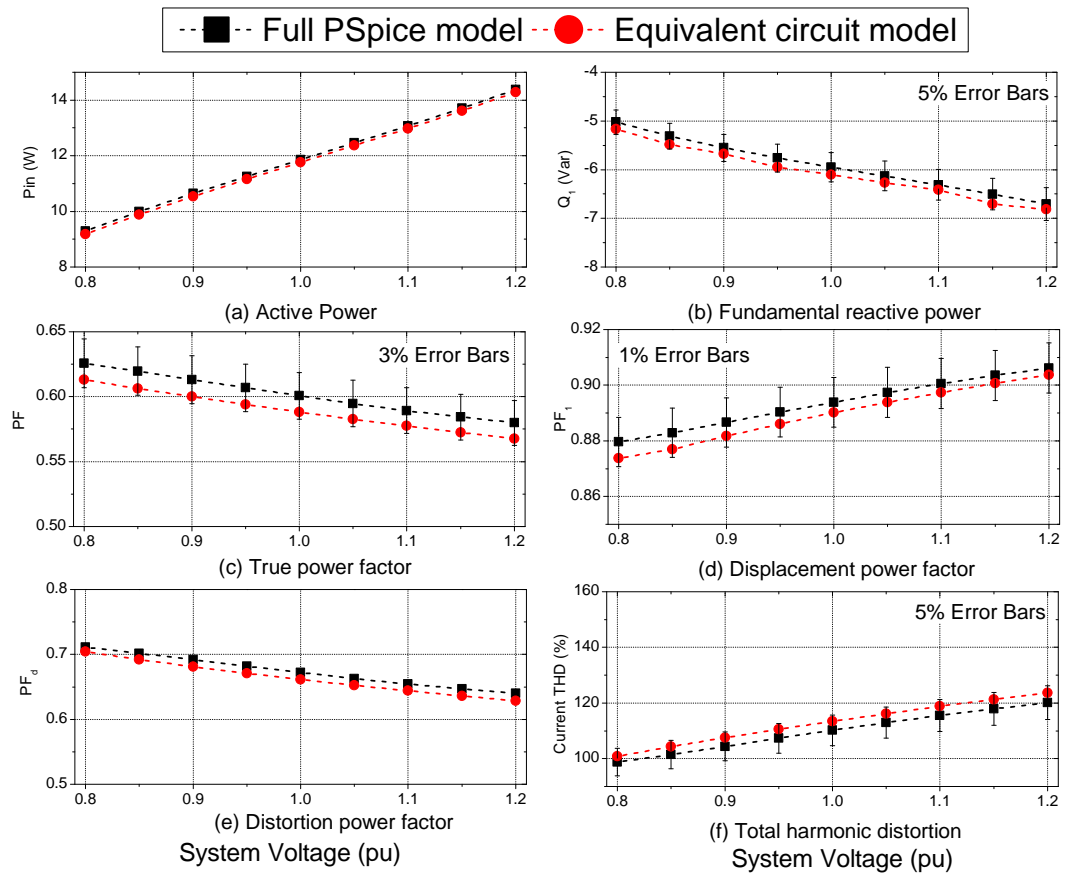 Full PSpice model Equivalent circuit model
14
12
10
8
Pin (W)
0.8 0.9 1.0 1.1 1.2
(a) Active Power
5% Error Bars
-4
-5
-6
-7
-8
Q1 (Var)
0.8 0.9 1.0 1.1 1.2
(b) Fundamental reactive power
3% Error Bars
0.65
0.60
0.55
0.50
PF
0.8 0.9 1.0 1.1 1.2
(c) True power factor
1% Error Bars
0.92
0.90
0.88
0.86
PF1
0.8 0.9 1.0 1.1 1.2
(d) Displacement power factor
0.8
0.7
0.6
0.5
PFd
0.8 0.9 1.0 1.1 1.2
(e) Distortion power factor
System Voltage (pu)
5% Error Bars
160
140
120
100
Current THD (%)
0.8 0.9 1.0 1.1 1.2
(f) Total harmonic distortion
System Voltage (pu)